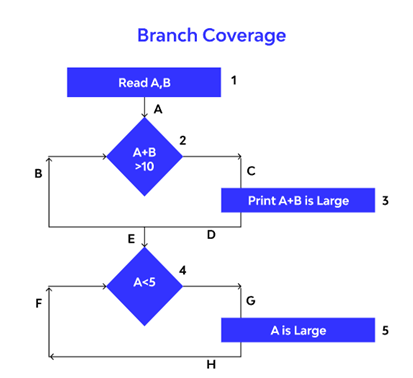 Branch Coverage
Read A,B
1
A
2
A+B
>10
B
C
Print A+B is Large
3
D
E
4
A<5
F
G
A is Large
5
H